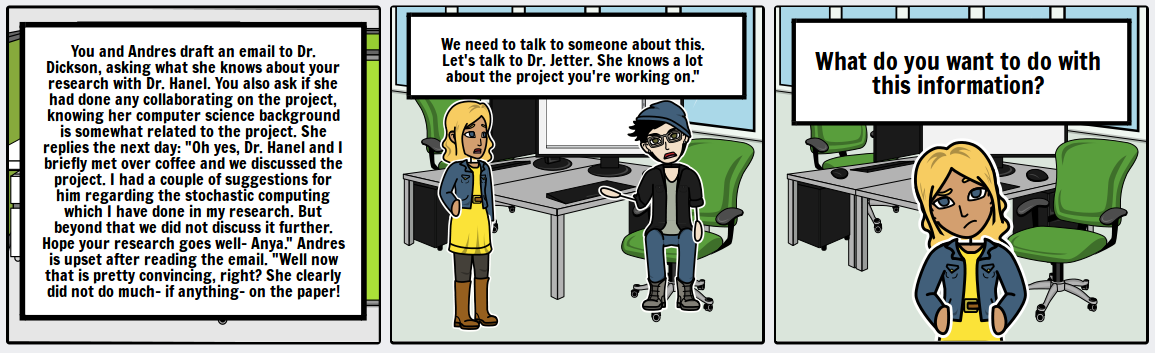 You and Andres draft an email to Dr.
Dickson, asking what she knows about your
research with Dr. Hanel. You also ask if she
had done any collaborating on the project,
knowing her computer science background
is somewhat related to the project. She
replies the next day: "Oh yes, Dr. Hanel and I
briefly met over coffee and we discussed the
project. I had a couple of suggestions for
him regarding the stochastic computing
which I have done in my research. But
beyond that we did not discuss it further.
Hope your research goes well- Anya." Andres
is upset after reading the email. "Well now
that is pretty convincing, right? She clearly
did not do much- if anything- on the paper!
We need to talk to someone about this.
Let's talk to Dr. Jetter. She knows a lot
about the project you're working on."
What do you want to do with
this information?